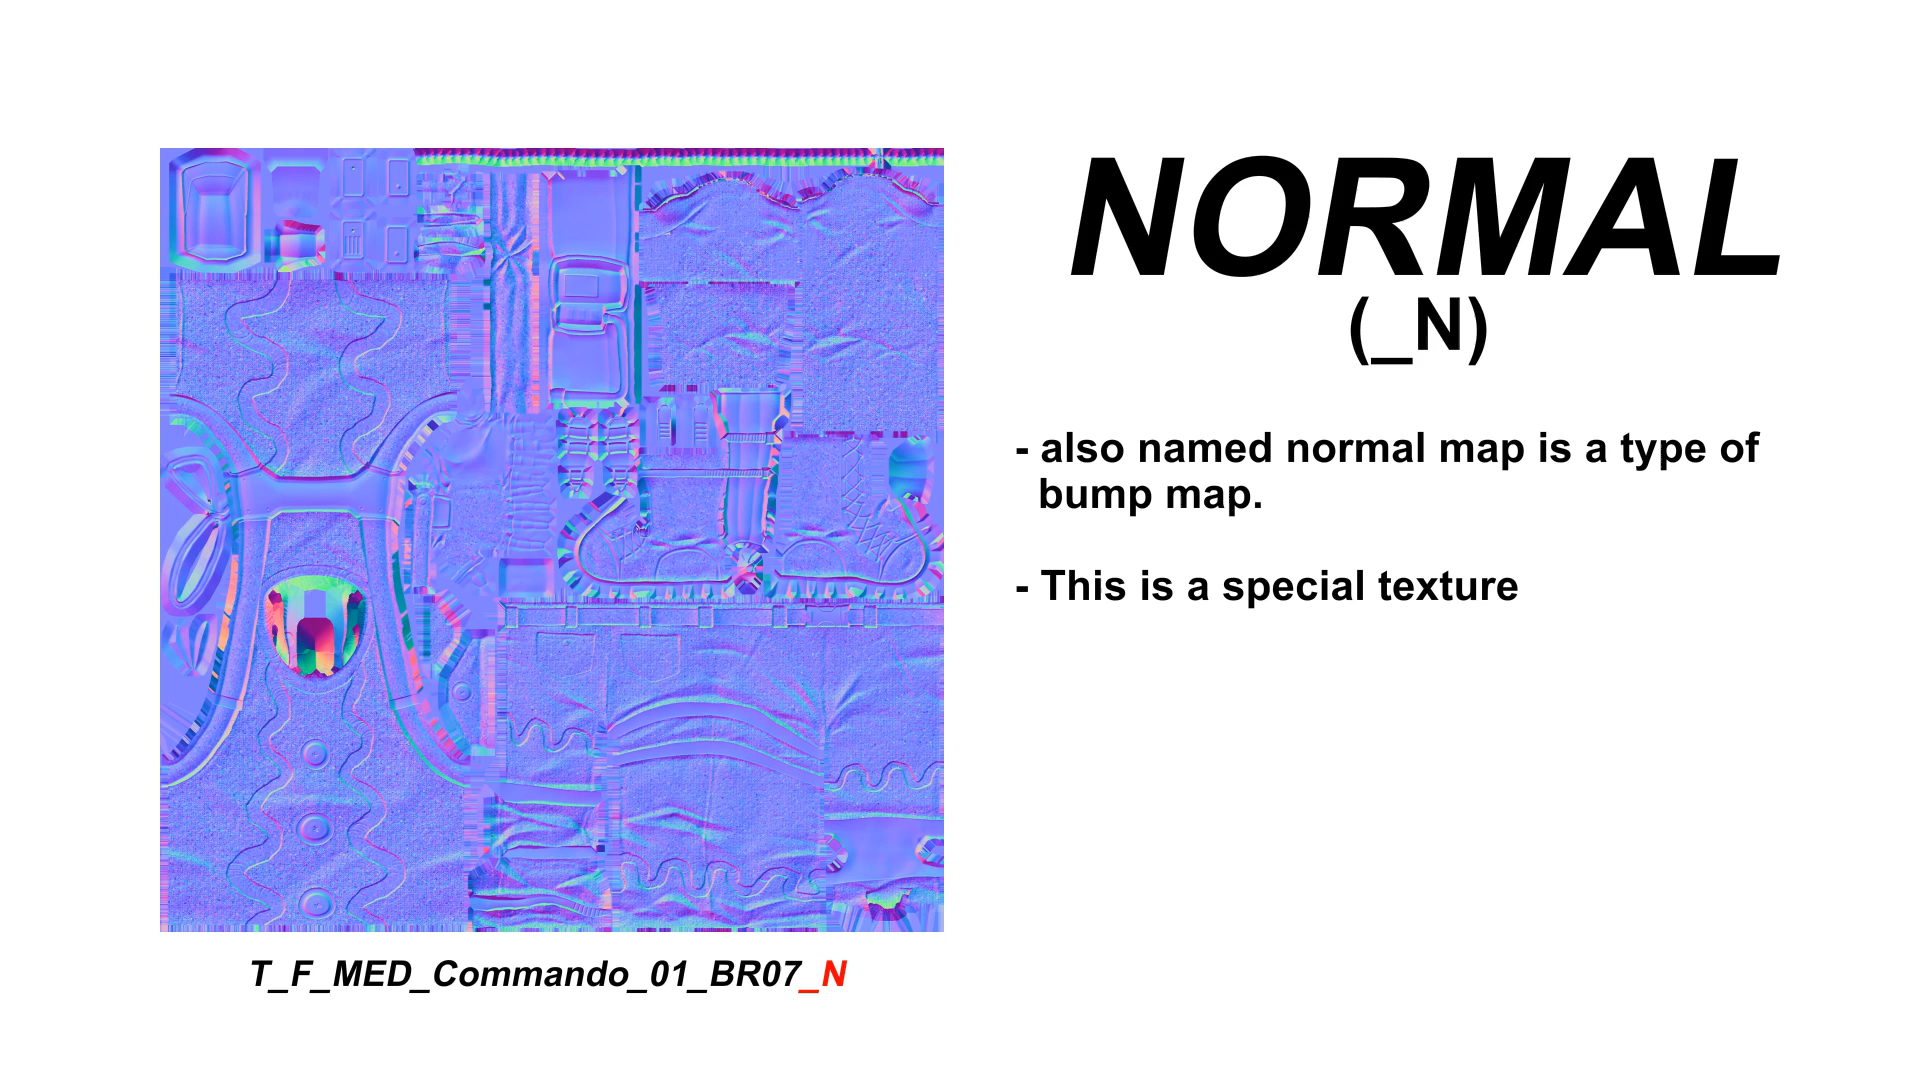 NORMAL
(_N)
- also named normal map is a type of
bump map.
- This is a special texture
T_F_MED_Commando_01_BR07_N